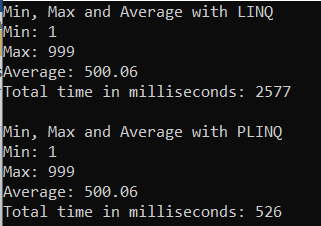 Min, Max and Average with LINQ
Min: 1
Max: 999
Average: 500.06
Total time in milliseconds: 2577

Min, Max and Average with PLINQ
Min: 1
Max: 999
Average: 500.06
Total time in milliseconds: 526